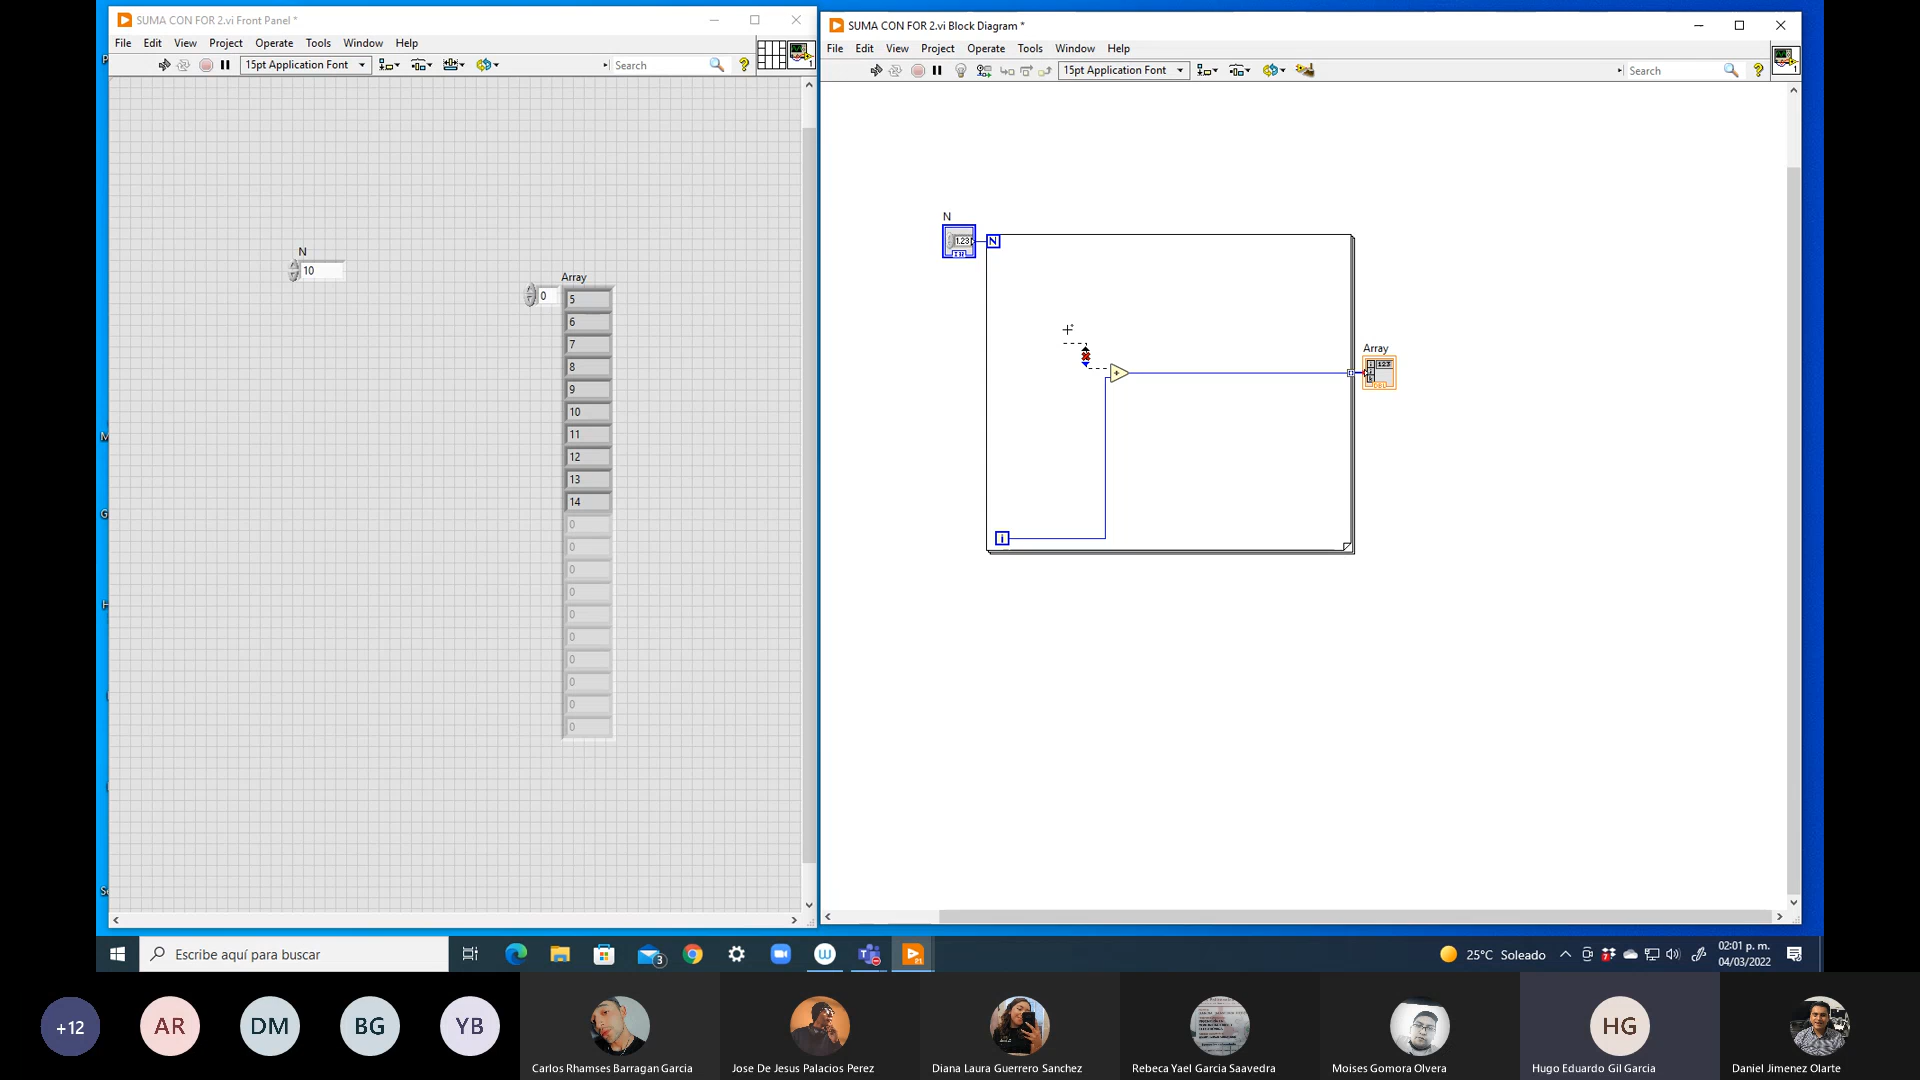 SUMA CON FOR 2.vi Front Panel *
File Edit View Project Operate Tools Window Help
15pt Application Font
Search
N
10
Array
0
5
6
7
8
9
10
11
12
13
14
0
0
0
0
0
0
0
0
0
0
SUMA CON FOR 2.vi Block Diagram *
File Edit View Project Operate Tools Window Help
15pt Application Font
Search
N
1.23
N
i
Array
123
DBL
Escribe aquí para buscar
3
25°C Soleado
02:01 p. m.
04/03/2022
+12
AR
DM
BG
YB
HG
Carlos Rhamses Barragan Garcia
Jose De Jesus Palacios Perez
Diana Laura Guerrero Sanchez
Rebeca Yael Garcia Saavedra
Moises Gomora Olvera
Hugo Eduardo Gil Garcia
Daniel Jimenez Olarte